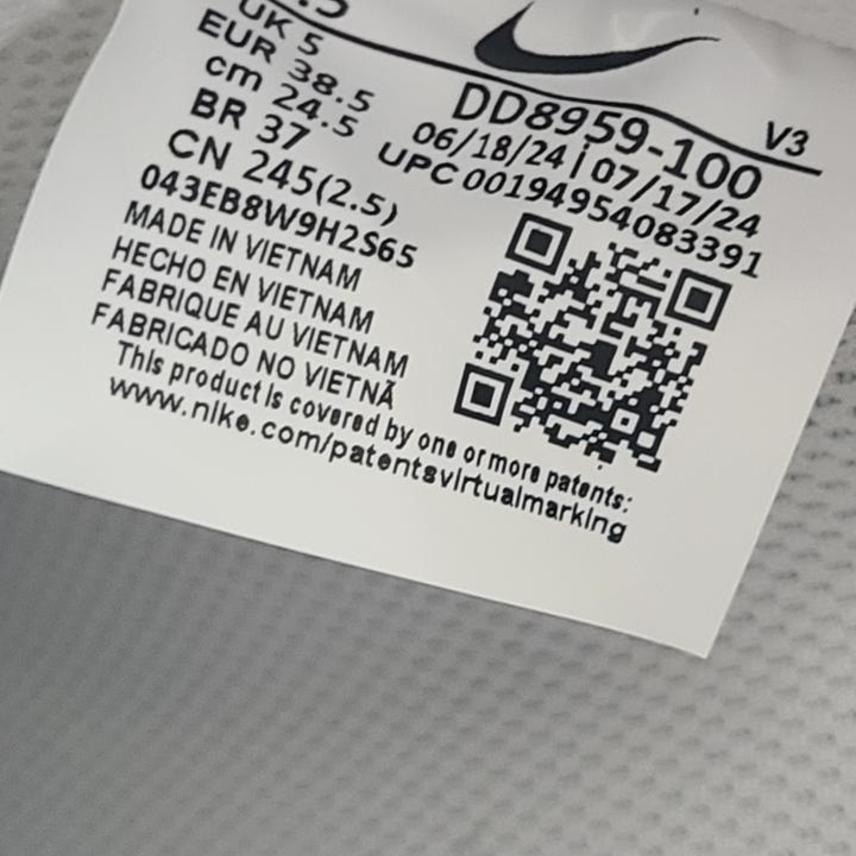 .5
UK 5
EUR 38.5
cm 24.5
BR 37
CN 245(2.5)
043EB8W9H2S65
MADE IN VIETNAM
HECHO EN VIETNAM
FABRIQUE AU VIETNAM
FABRICADO NO VIETNÃ
This product is covered by one or more patents:
www.nike.com/patentsvirtualmarking
V3
DD8959-100
06/18/24 | 07/17/24
UPC 00194954083391